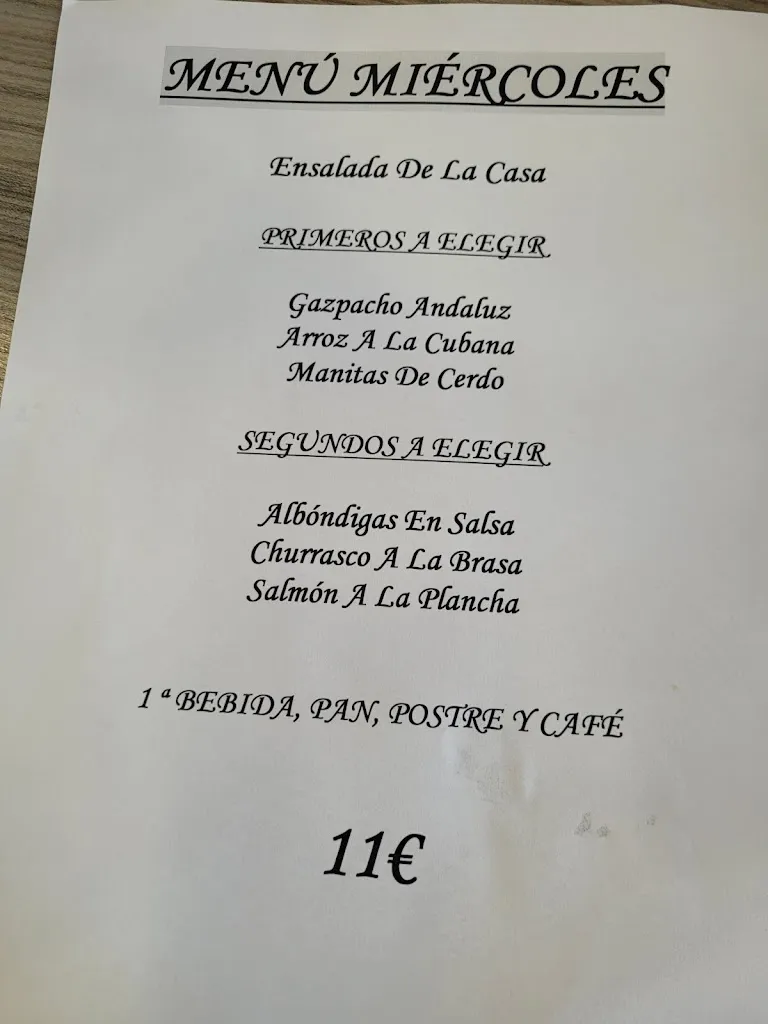 MENÚ MIÉRCOLES
Ensalada De La Casa
PRIMEROS A ELEGIR
Gazpacho Andaluz
Arroz A La Cubana
Manitas De Cerdo
SEGUNDOS A ELEGIR
Albóndigas En Salsa
Churrasco A La Brasa
Salmón A La Plancha
1ª BEBIDA, PAN, POSTRE Y CAFÉ
11€